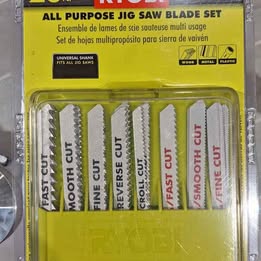 RYOBI
ALL PURPOSE JIG SAW BLADE SET
Ensemble de lames de scie sauteuse multi usage
Set de hojas multipropósito para sierra de vaivén
UNIVERSAL SHANK
FITS ALL JIG SAWS
WOOD
METAL
PLASTIC
FAST CUT
SMOOTH CUT
FINE CUT
REVERSE CUT
SCROLL CUT
FAST CUT
SMOOTH CUT
FINE CUT
RYOBI